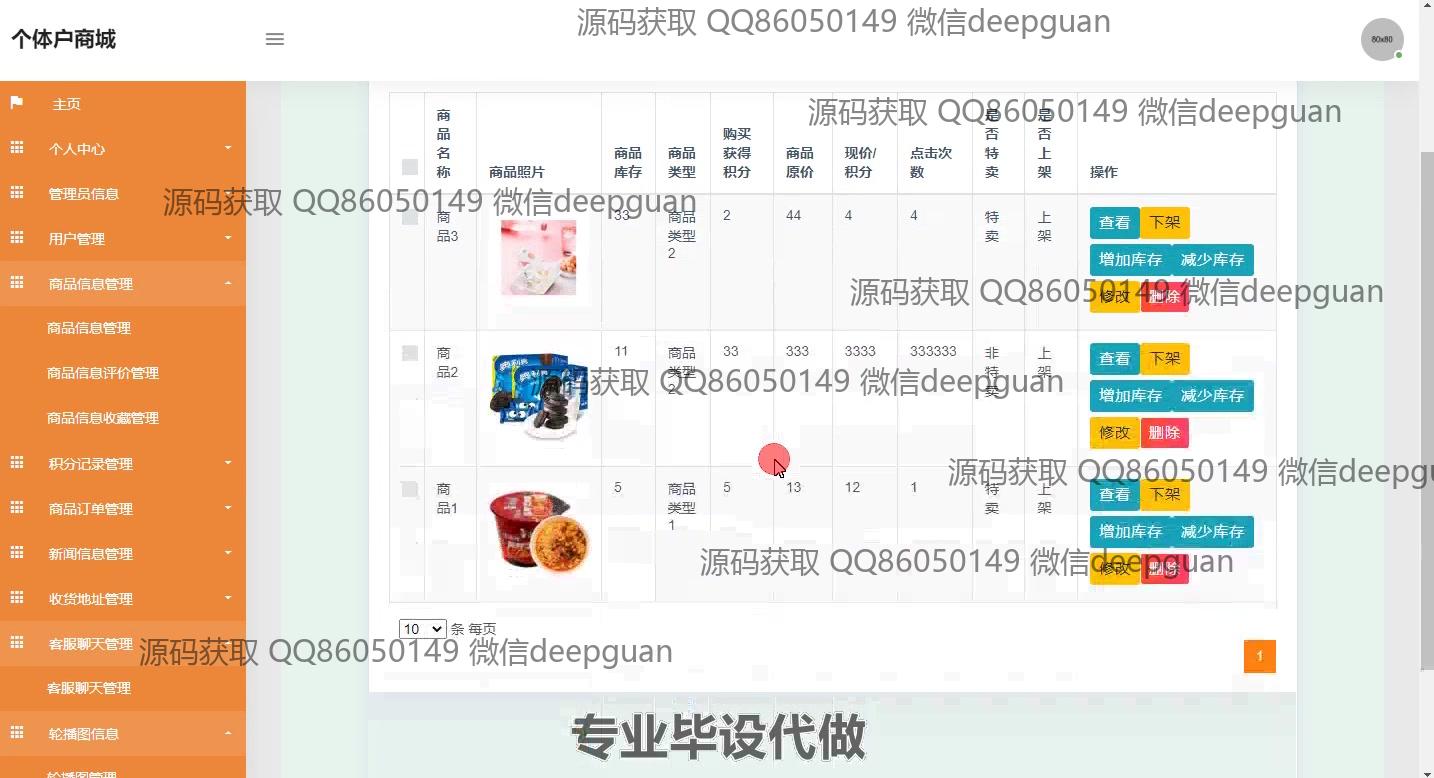 源码获取 QQ86050149 微信deepguan
个体户商城
80x80
主页
个人中心
管理员信息
用户管理
商品信息管理
商品信息管理
商品信息评价管理
商品信息收藏管理
积分记录管理
商品订单管理
新闻信息管理
收货地址管理
客服聊天管理
客服聊天管理
轮播图信息
轮播图管理
源码获取 QQ86050149 微信deepguan
商品名称 商品照片 商品库存 商品类型 购买获得积分 商品原价 现价/积分 点击次数 是否特卖 是否上架 操作
源码获取 QQ86050149 微信deepguan
商品3 33 商品类型2 2 44 4 4 特卖 上架 查看 下架
增加库存 减少库存
源码获取 QQ86050149 微信deepguan
修改 删除
商品2 11 商品类型2 33 333 3333 333333 非特卖 上架 查看 下架
源码获取 QQ86050149 微信deepguan
增加库存 减少库存
修改 删除
源码获取 QQ86050149 微信deepgu
商品1 5 商品类型1 5 13 12 1 特卖 上架 查看 下架
增加库存 减少库存
源码获取 QQ86050149 微信deepguan
修改 删除
10 条 每页
源码获取 QQ86050149 微信deepguan
1
专业毕设代做